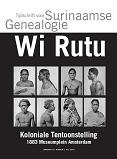 Tijdschrift voor Surinaamse
Genealogie
Wi Rutu
Koloniale Tentoonstelling
1883 Museumplein Amsterdam